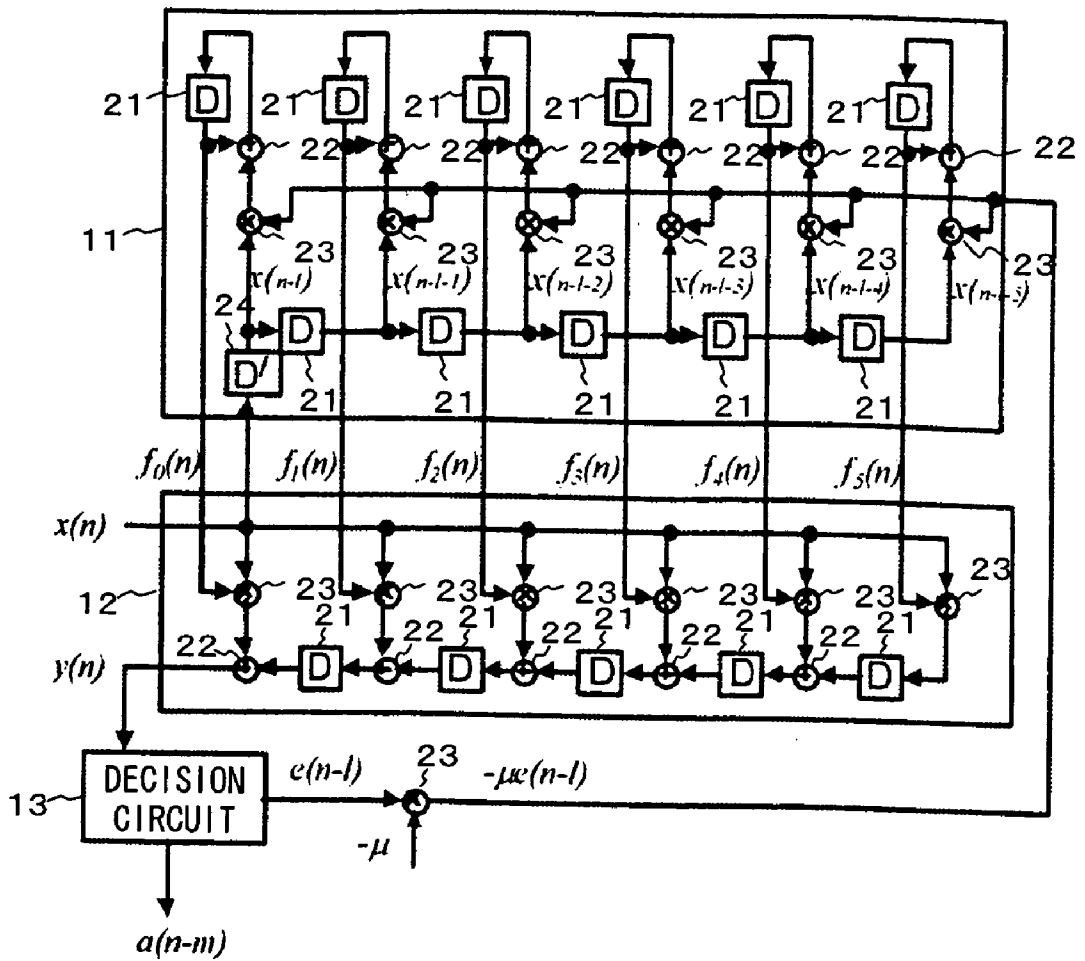 D D D D D D
21 21 21 21 21 21
22 22 22 22 22 22
11
23 23 23 23 23 23
x(n-l) x(n-l-1) x(n-l-2) x(n-l-3) x(n-l-4)
24
D D D D D
D'
21 21 21 21 21
f0(n) f1(n) f2(n) f3(n) f4(n) f5(n)
x(n)
12
23 23 23 23 23 23
21 21 21 21 21
22 22 22 22 22
y(n)
D D D D D
13
DECISION
CIRCUIT
e(n-l)
23
-μe(n-l)
-μ
a(n-m)